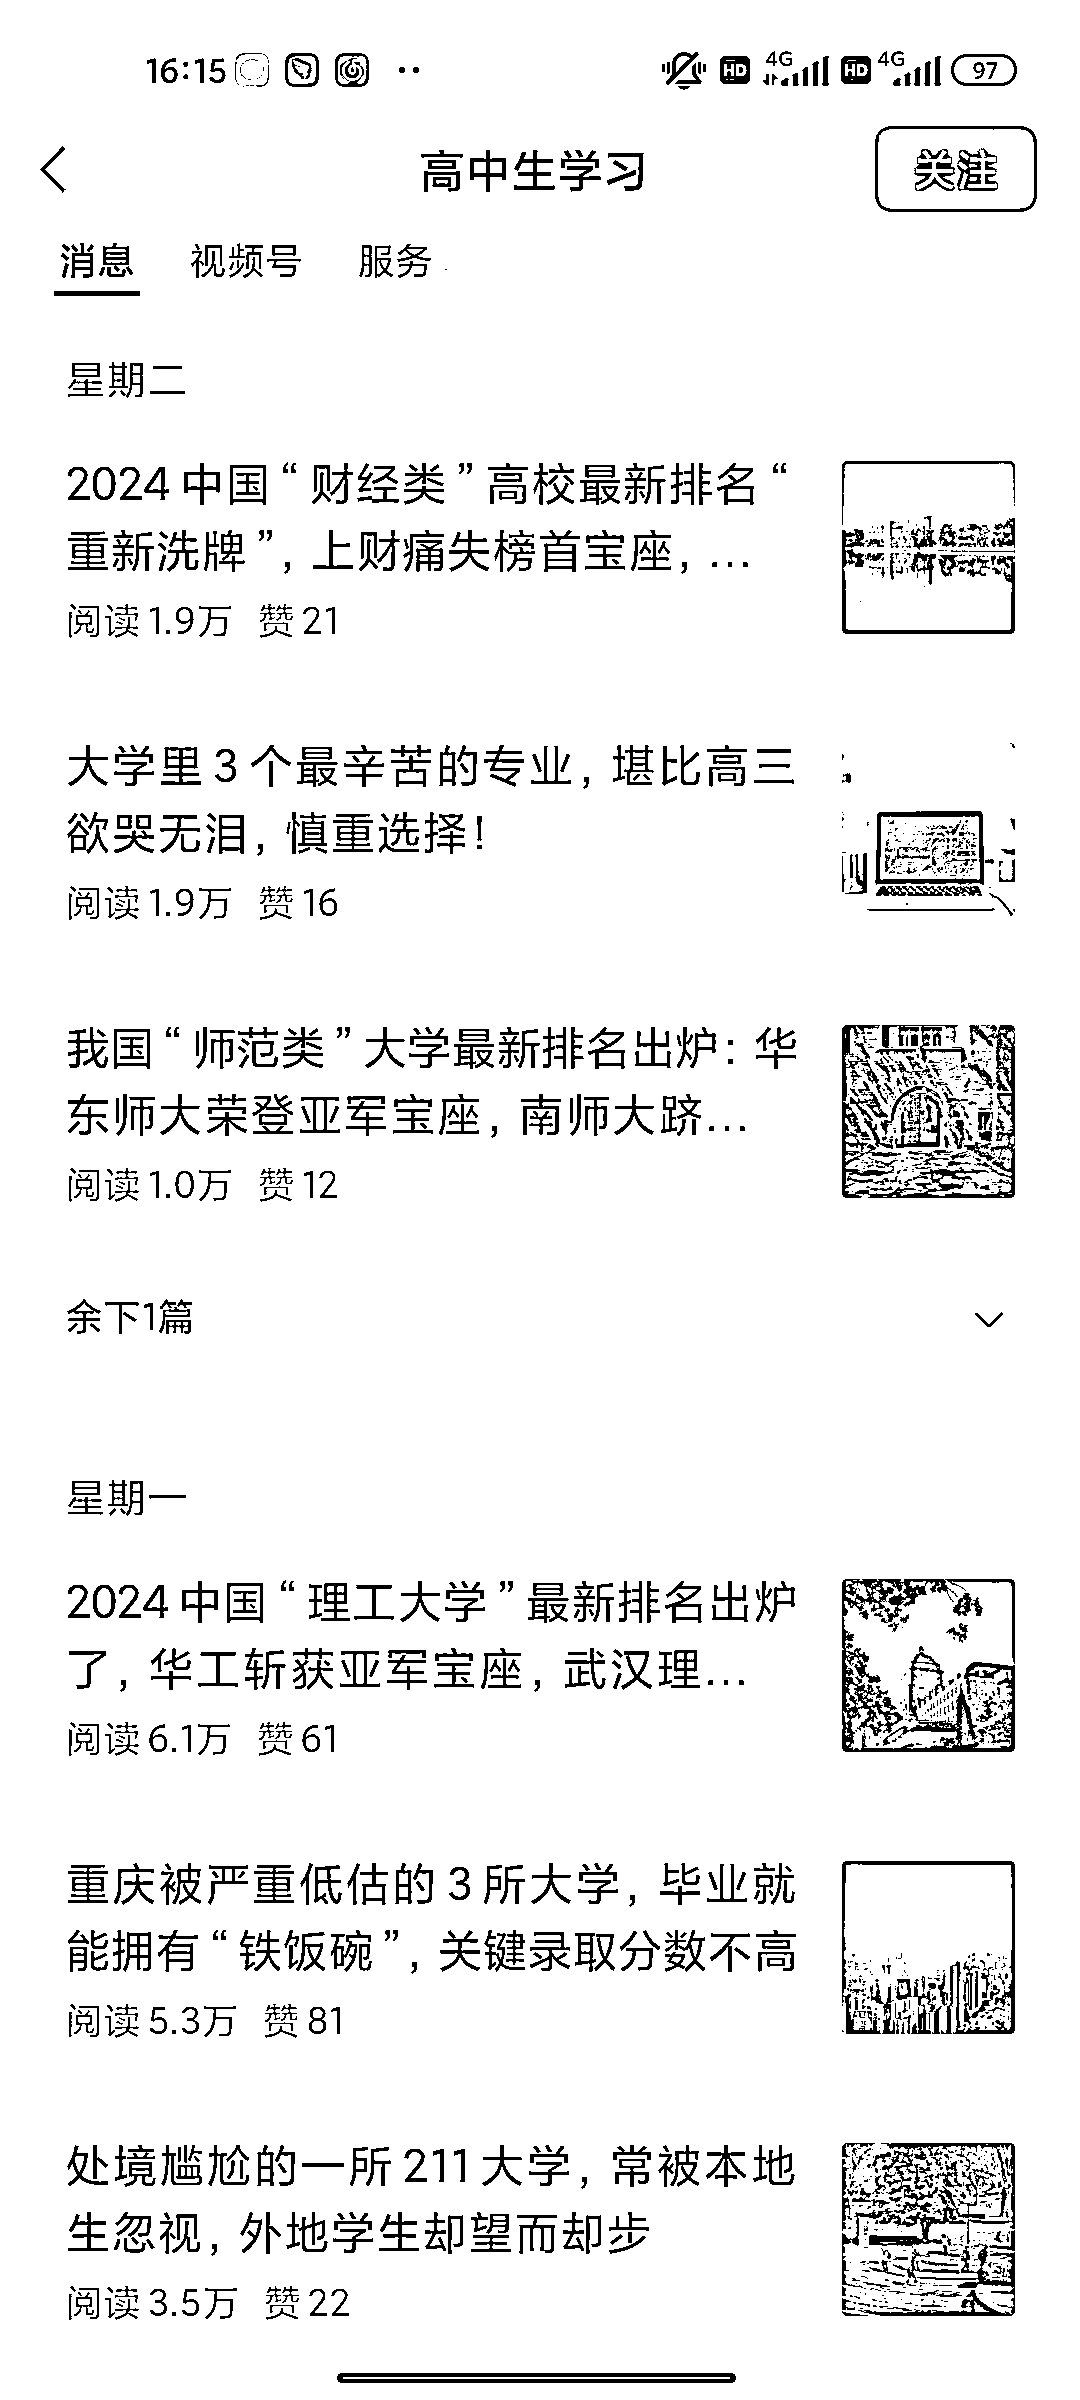 16:15
HD 4G HD 4G 97
高中生学习
关注
消息 视频号 服务
星期二
2024 中国“财经类”高校最新排名“
重新洗牌”，上财痛失榜首宝座，...
阅读 1.9万 赞 21
大学里 3 个最辛苦的专业，堪比高三
欲哭无泪，慎重选择！
阅读 1.9万 赞 16
我国“师范类”大学最新排名出炉：华
东师大荣登亚军宝座，南师大跻...
阅读 1.0万 赞 12
余下1篇
星期一
2024 中国“理工大学”最新排名出炉
了，华工斩获亚军宝座，武汉理...
阅读 6.1万 赞 61
重庆被严重低估的 3 所大学，毕业就
能拥有“铁饭碗”，关键录取分数不高
阅读 5.3万 赞 81
处境尴尬的一所 211 大学，常被本地
生忽视，外地学生却望而却步
阅读 3.5万 赞 22